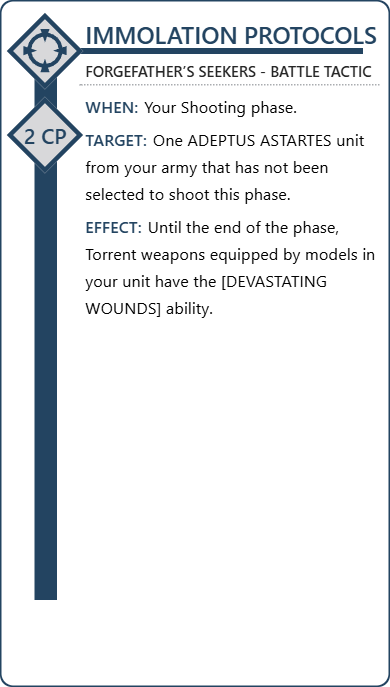 IMMOLATION PROTOCOLS
FORGEFATHER’S SEEKERS - BATTLE TACTIC
2 CP
WHEN: Your Shooting phase.
TARGET: One ADEPTUS ASTARTES unit
from your army that has not been
selected to shoot this phase.
EFFECT: Until the end of the phase,
Torrent weapons equipped by models in
your unit have the [DEVASTATING
WOUNDS] ability.